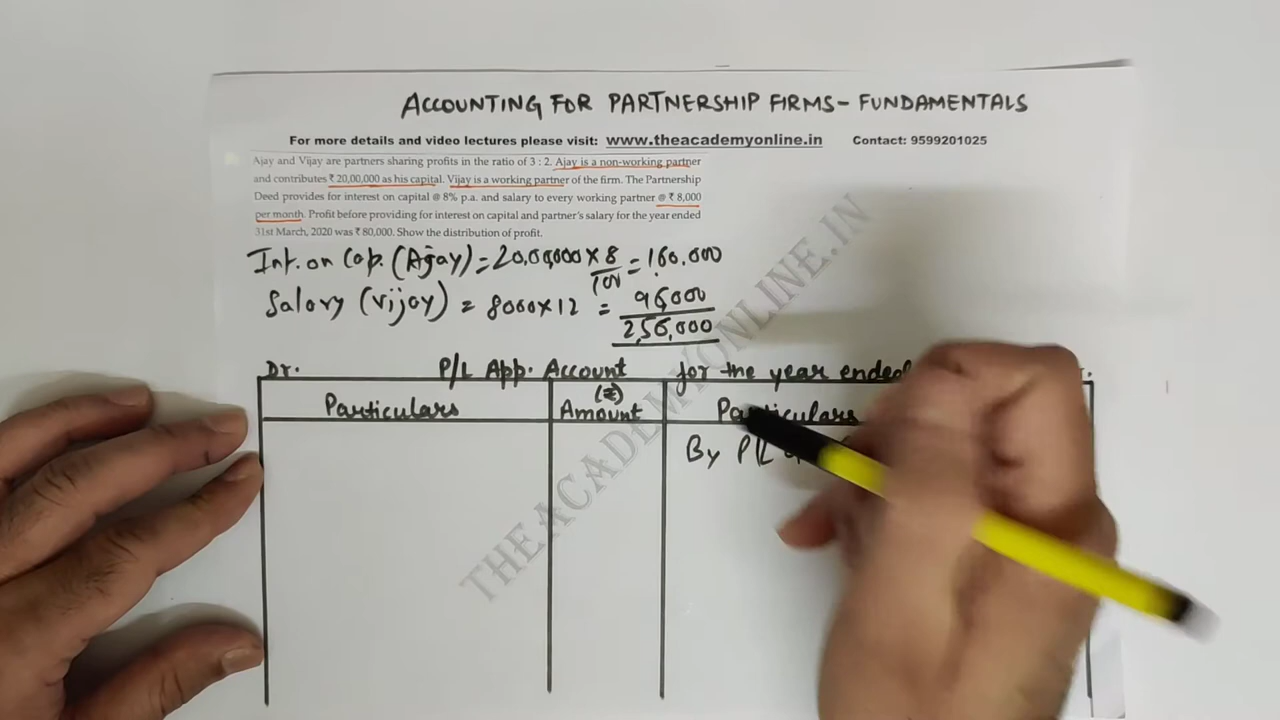 ACCOUNTING FOR PARTNERSHIP FIRMS- FUNDAMENTALS
For more details and video lectures please visit: www.theacademyonline.in Contact: 9599201025
Ajay and Vijay are partners sharing profits in the ratio of 3 : 2. Ajay is a non-working partner
and contributes ₹ 20,00,000 as his capital. Vijay is a working partner of the firm. The Partnership
Deed provides for interest on capital @ 8% p.a. and salary to every working partner @ ₹ 8,000
per month. Profit before providing for interest on capital and partner's salary for the year ended
31st March, 2020 was ₹ 80,000. Show the distribution of profit.
Int. on Cap. (Ajay) = 20,00,000 × 8/100 = 160,000
Salary (Vijay) = 8000×12 = 96,000
2,56,000
Dr. P/L App. Account for the year ended
Particulars (₹) Amount Particulars
By P/L
THEACADEMYONLINE.IN